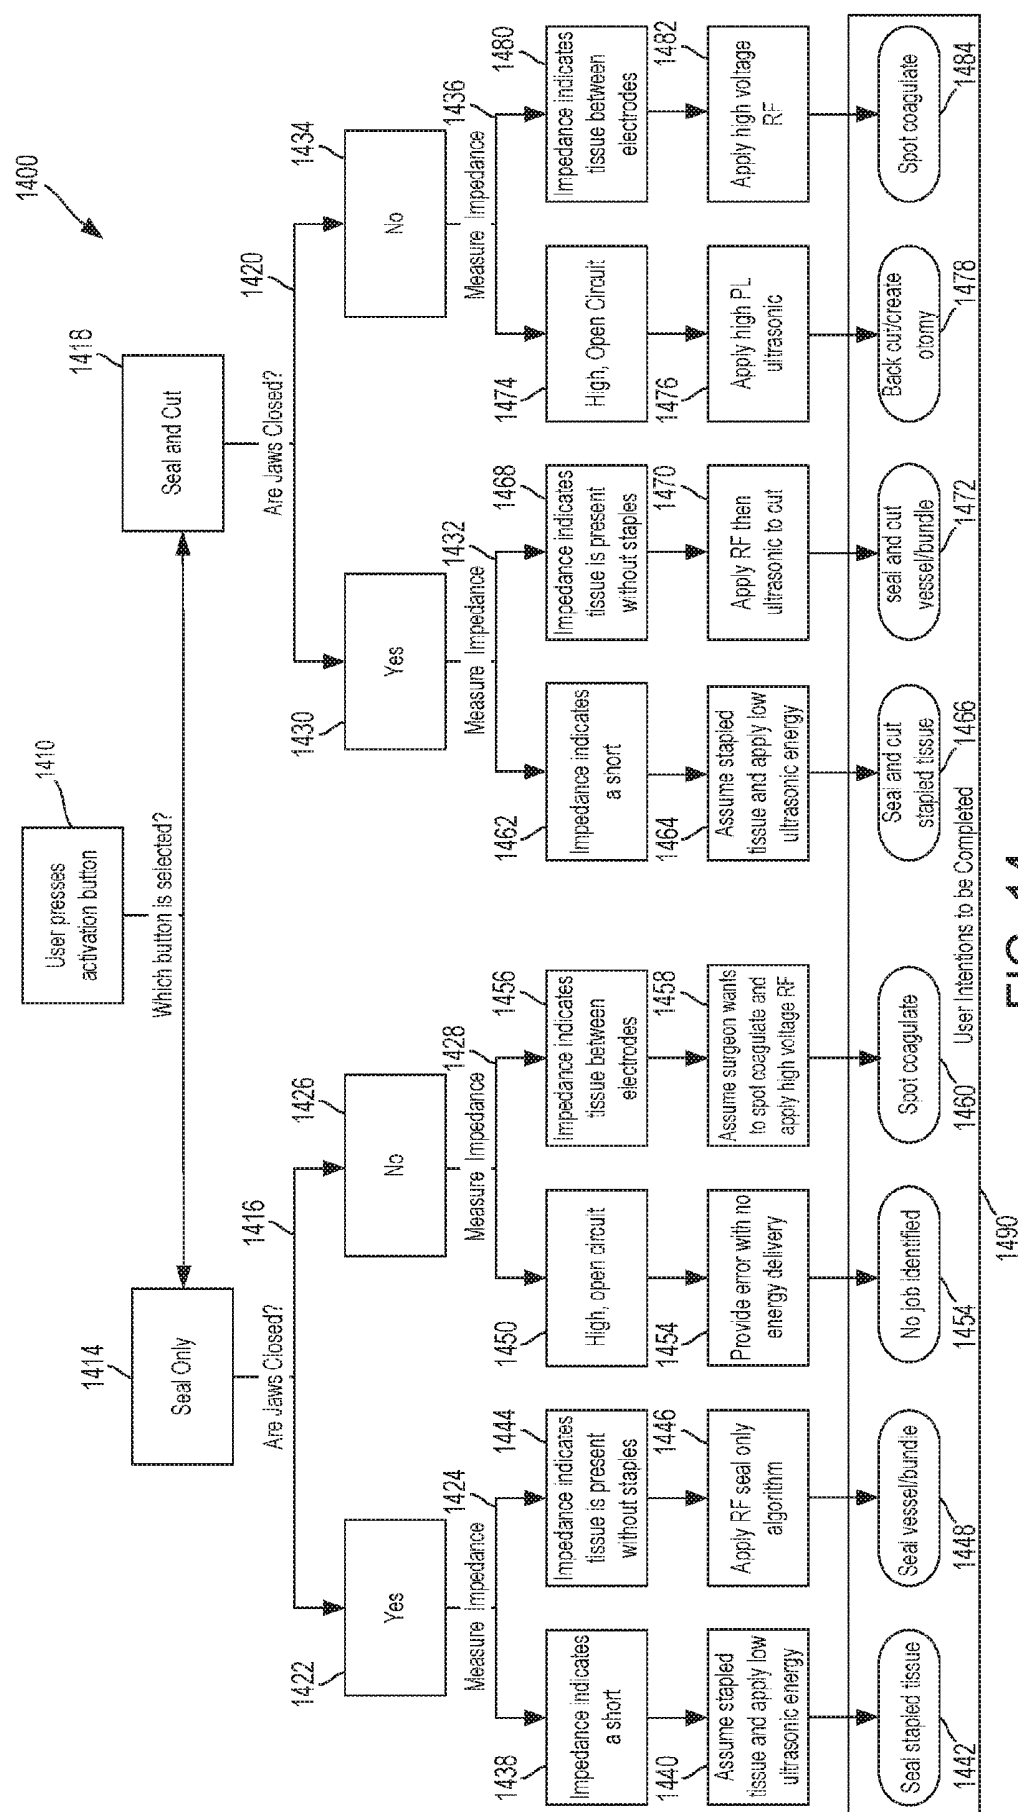 1400
User presses
activation button
1410
Which button is selected?
1414
Seal Only
1418
Seal and Cut
Are Jaws Closed?
1416
Are Jaws Closed?
1420
1422
Yes
1426
No
1430
Yes
1434
No
Measure Impedance
1424
Measure Impedance
1428
Measure Impedance
1432
Measure Impedance
1436
1438
Impedance indicates
a short
1444
Impedance indicates
tissue is present
without staples
1450
High, open circuit
1456
Impedance indicates
tissue between
electrodes
1462
Impedance indicates
a short
1468
Impedance indicates
tissue is present
without staples
1474
High, Open Circuit
1480
Impedance indicates
tissue between
electrodes
1440
Assume stapled
tissue and apply low
ultrasonic energy
1446
Apply RF seal only
algorithm
1454
Provide error with no
energy delivery
1458
Assume surgeon wants
to spot coagulate and
apply high voltage RF
1464
Assume stapled
tissue and apply low
ultrasonic energy
1470
Apply RF then
ultrasonic to cut
1476
Apply high PL
ultrasonic
1482
Apply high voltage
RF
Seal stapled tissue
1442
Seal vessel/bundle
1448
No job identified
1454
Spot coagulate
1460
Seal and cut
stapled tissue
1466
seal and cut
vessel/bundle
1472
Back cut/create
otomy
1478
Spot coagulate
1484
User Intentions to be Completed
1490